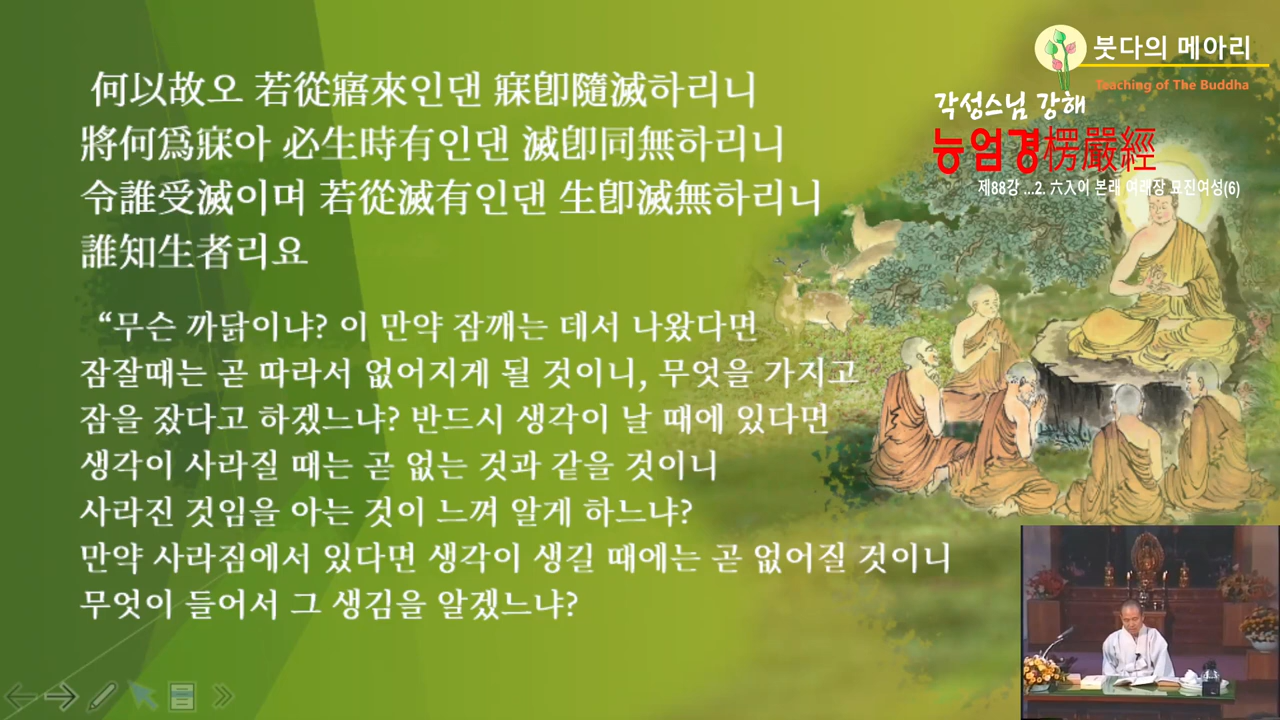 何以故오 若從寤來인댄 寐卽隨滅하리니
將何爲寐아 必生時有인댄 滅卽同無하리니
令誰受滅이며 若從滅有인댄 生卽滅無하리니
誰知生者리요
“무슨 까닭이냐? 이 만약 잠깨는 데서 나왔다면
잠잘때는 곧 따라서 없어지게 될 것이니, 무엇을 가지고
잠을 잤다고 하겠느냐? 반드시 생각이 날 때에 있다면
생각이 사라질 때는 곧 없는 것과 같을 것이니
사라진 것임을 아는 것이 느껴 알게 하느냐?
만약 사라짐에서 있다면 생각이 생길 때에는 곧 없어질 것이니
무엇이 들어서 그 생김을 알겠느냐?
붓다의 메아리
Teaching of The Buddha
각성스님 강해
능엄경楞嚴經
제88강 ...2. 六入이 본래 여래장 묘진여성(6)